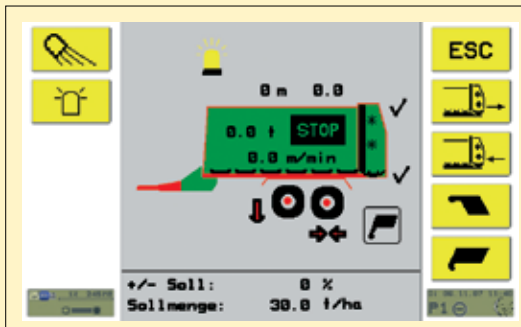 ESC
0 m 0.0
0.0 t STOP
0.0 m/min
+/- Soll: 0 %
Sollmenge: 30.0 t/ha
P1